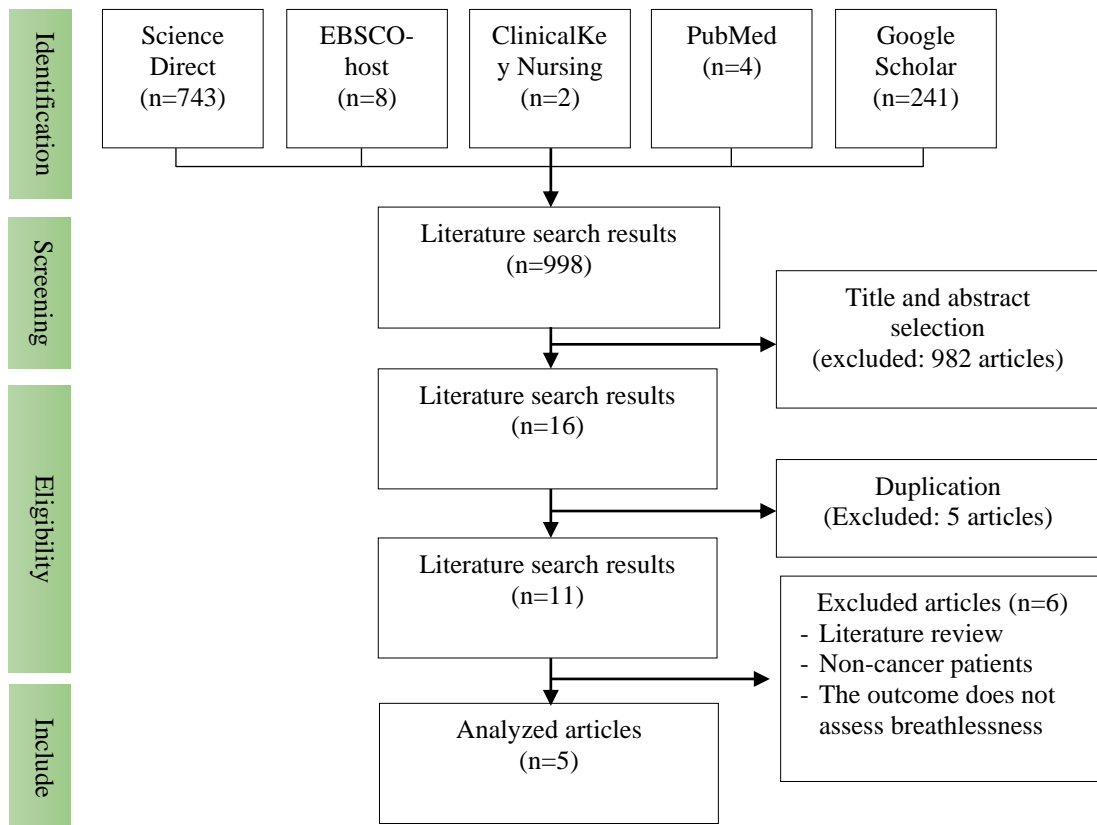 Identification
Science
Direct
(n=743)
EBSCO-
host
(n=8)
ClinicalKe
y Nursing
(n=2)
PubMed
(n=4)
Google
Scholar
(n=241)
Screening
Literature search results
(n=998)
Title and abstract
selection
(excluded: 982 articles)
Eligibility
Literature search results
(n=16)
Duplication
(Excluded: 5 articles)
Literature search results
(n=11)
Excluded articles (n=6)
- Literature review
- Non-cancer patients
- The outcome does not
assess breathlessness
Include
Analyzed articles
(n=5)